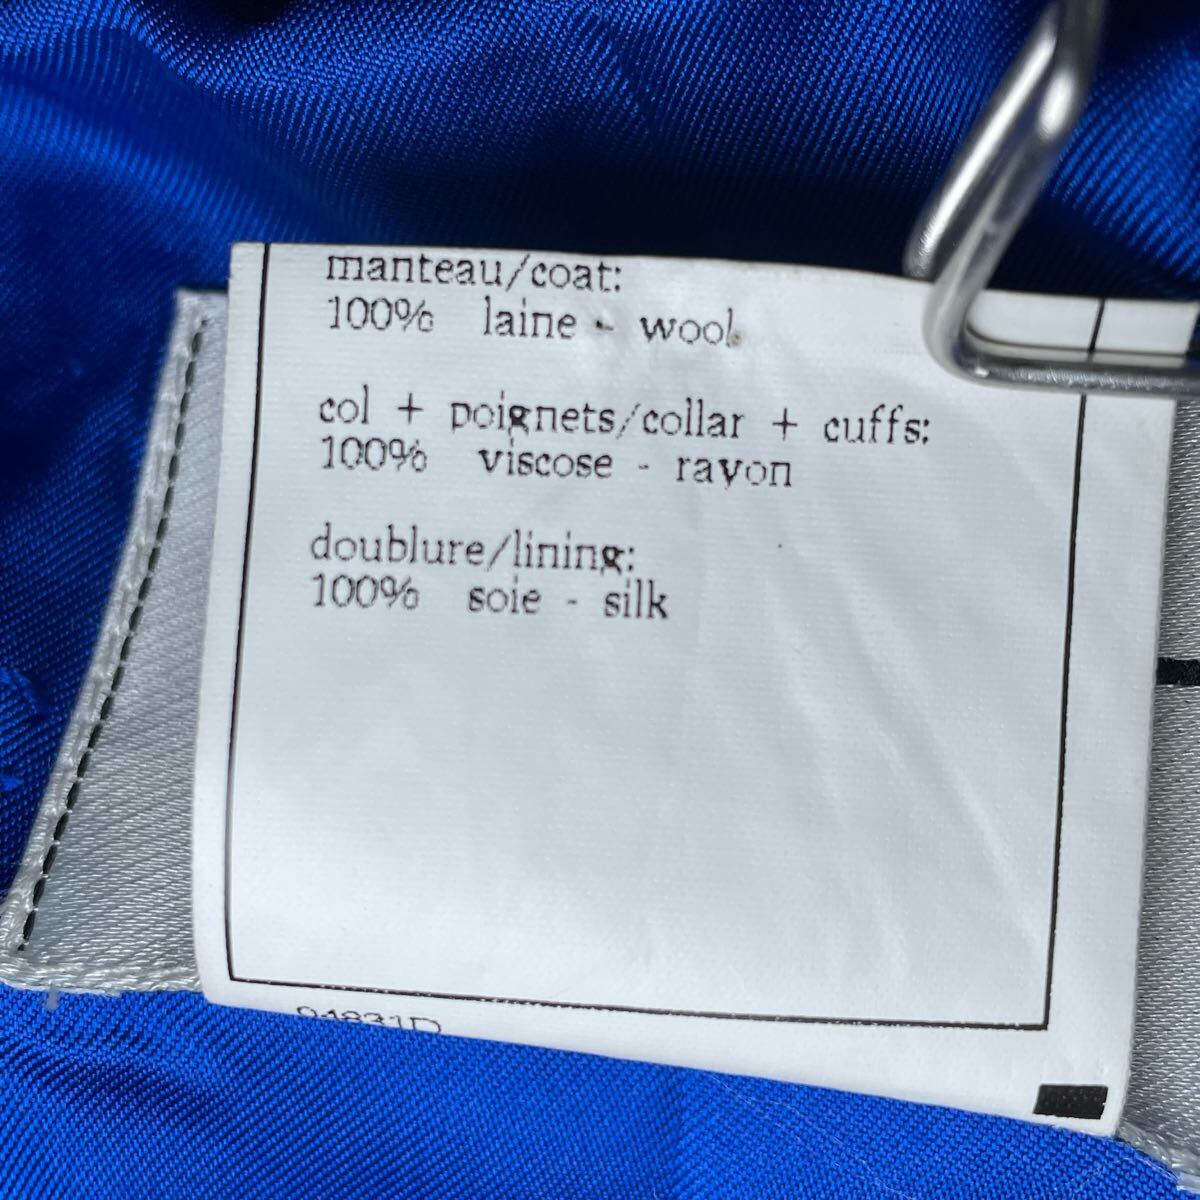 manteau/coat:
100% laine - wool
col + poignets/collar + cuffs:
100% viscose - rayon
doublure/lining:
100% soie - silk